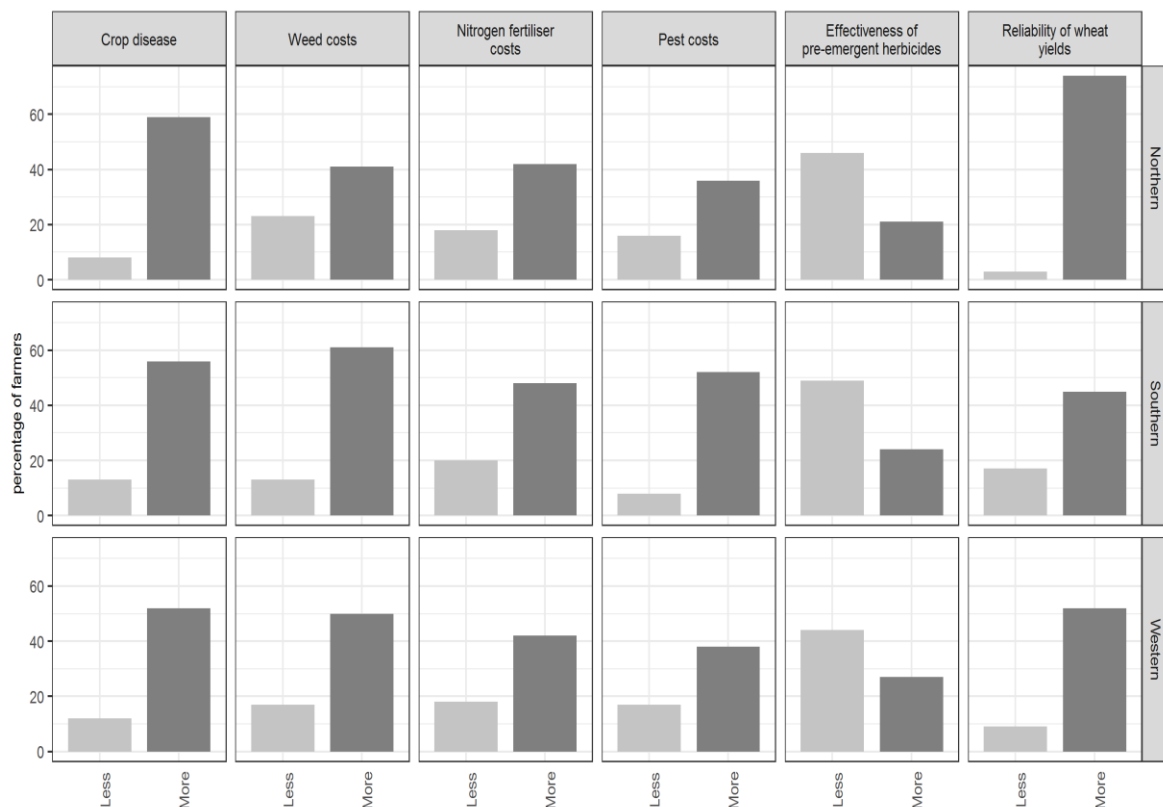 Crop disease
Weed costs
Nitrogen fertiliser
costs
Pest costs
Effectiveness of
pre-emergent herbicides
Reliability of wheat
yields
percentage of farmers
60
40
20
0
Northern
60
40
20
0
Southern
60
40
20
0
Western
Less
More
Less
More
Less
More
Less
More
Less
More
Less
More